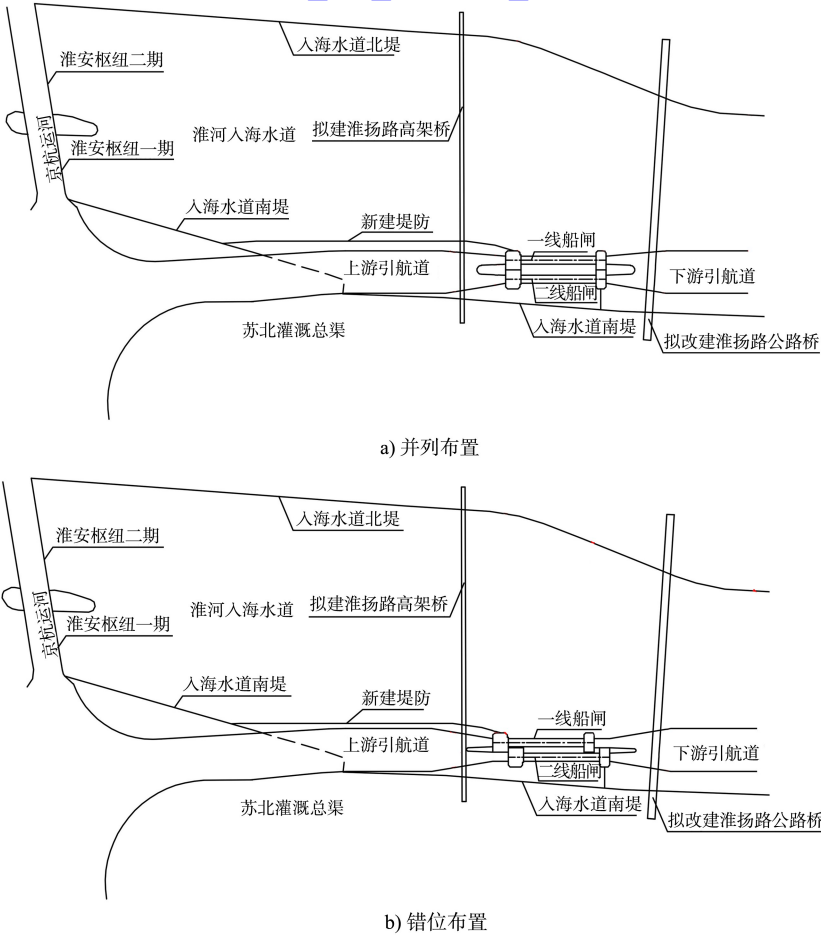 入海水道北堤
淮安枢纽二期
京杭运河
淮河入海水道
拟建淮扬路高架桥
淮安枢纽一期
入海水道南堤
新建堤防
一线船闸
上游引航道
下游引航道
二线船闸
苏北灌溉总渠
入海水道南堤
拟改建淮扬路公路桥
a) 并列布置
入海水道北堤
淮安枢纽二期
京杭运河
淮河入海水道
拟建淮扬路高架桥
淮安枢纽一期
入海水道南堤
新建堤防
一线船闸
上游引航道
下游引航道
二线船闸
苏北灌溉总渠
入海水道南堤
拟改建淮扬路公路桥
b) 错位布置